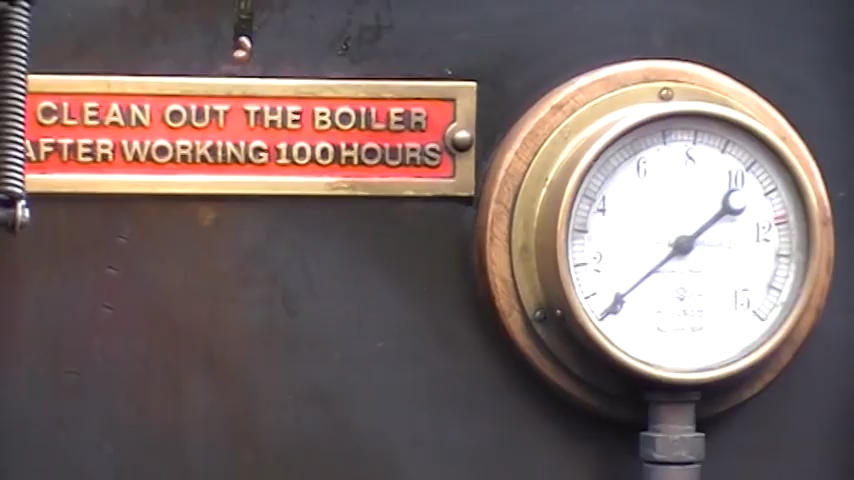 CLEAN OUT THE BOILER
AFTER WORKING 100 HOURS
6 8 10
4 12
2 15